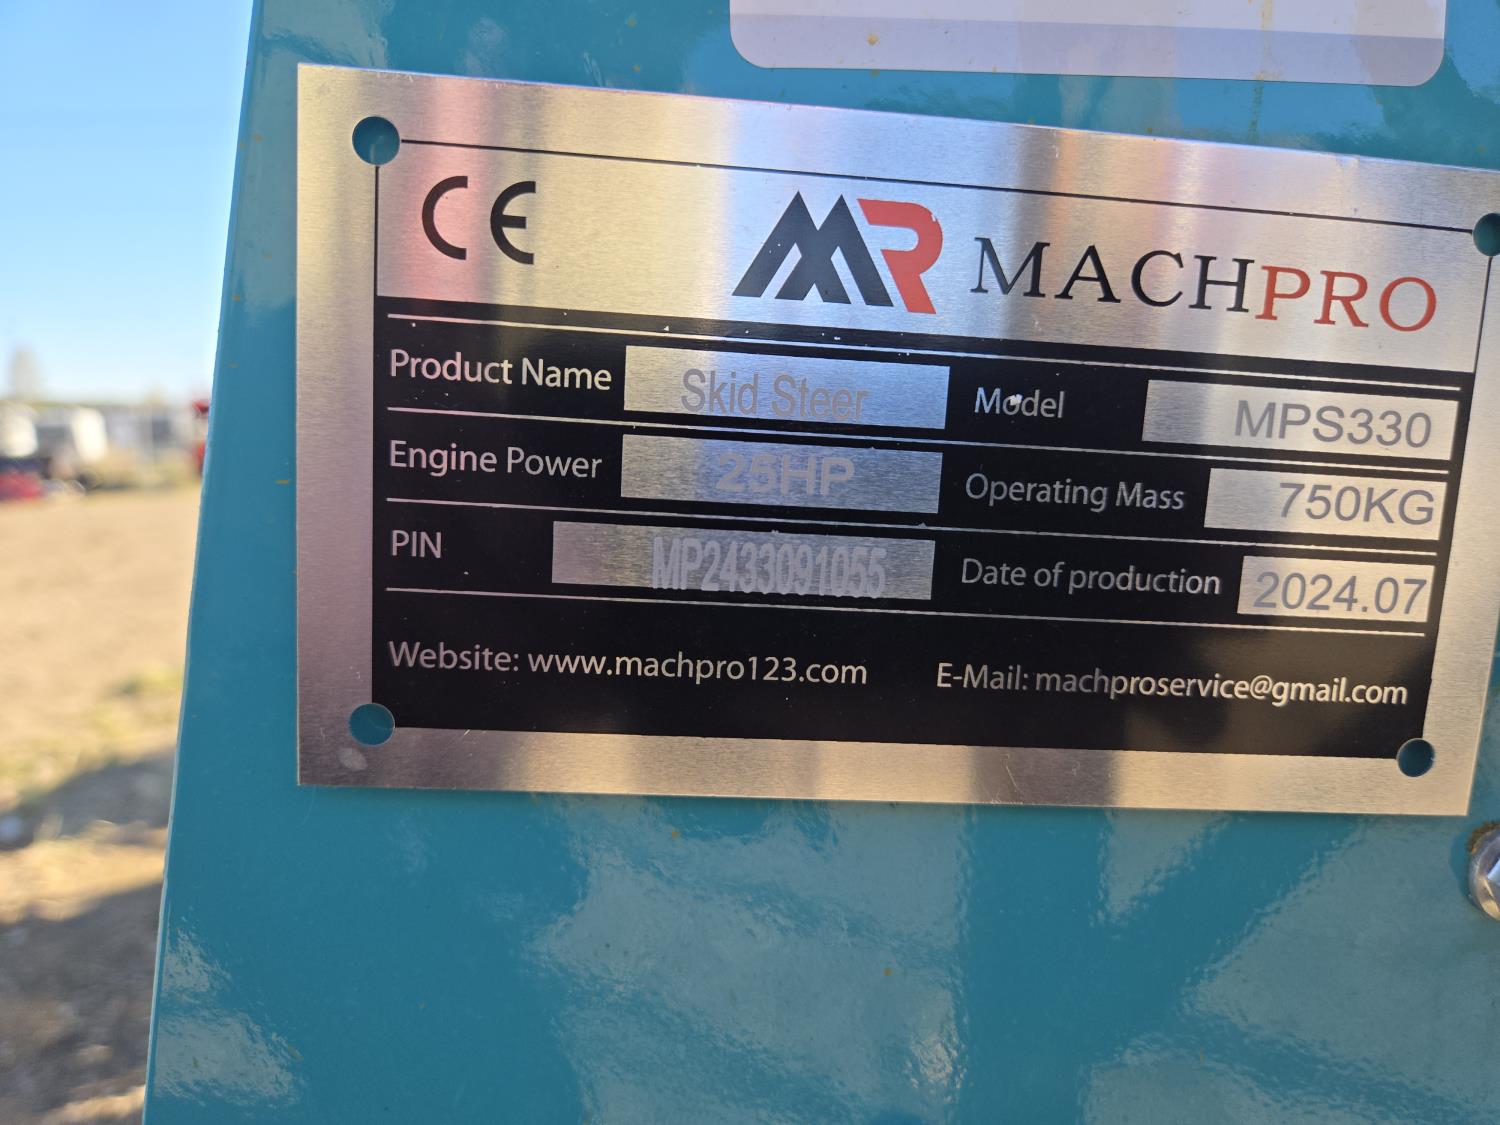 CE
MR MACHPRO
Product Name Skid Steer Model MPS330
Engine Power 25HP Operating Mass 750KG
PIN MP2433091055 Date of production 2024.07
Website: www.machpro123.com E-Mail: machproservice@gmail.com